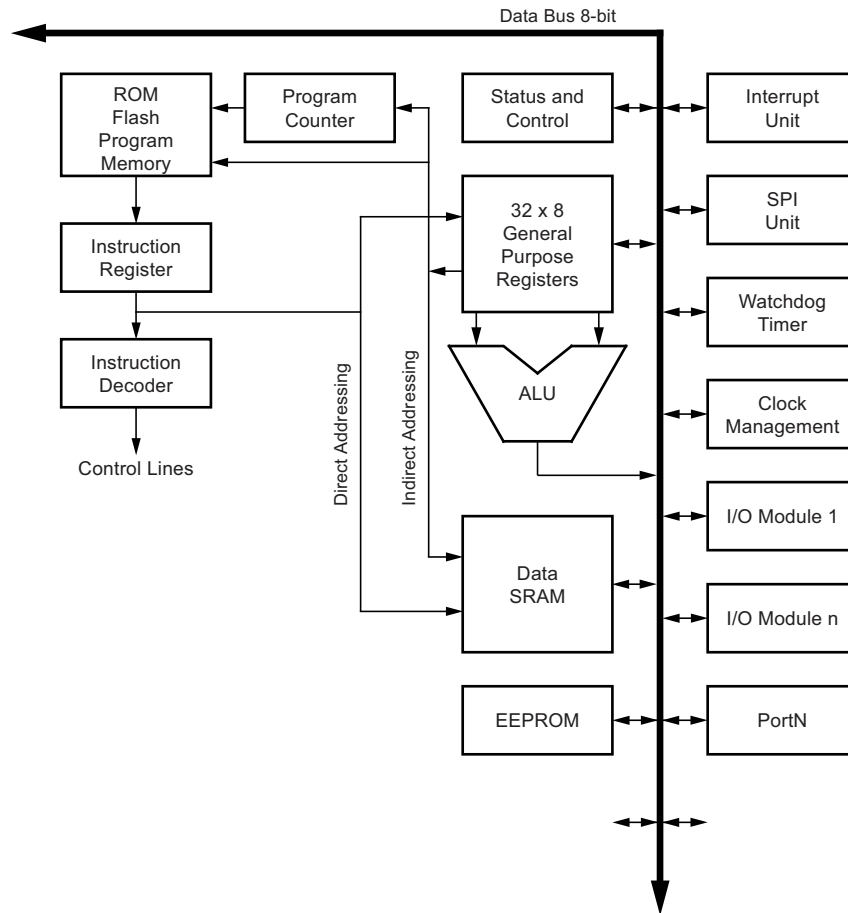 Data Bus 8-bit
ROM
Flash
Program
Memory
Program
Counter
Status and
Control
Interrupt
Unit
32 x 8
General
Purpose
Registers
SPI
Unit
Instruction
Register
Watchdog
Timer
Instruction
Decoder
ALU
Clock
Management
Control Lines
Direct Addressing
Indirect Addressing
I/O Module 1
Data
SRAM
I/O Module n
EEPROM
PortN